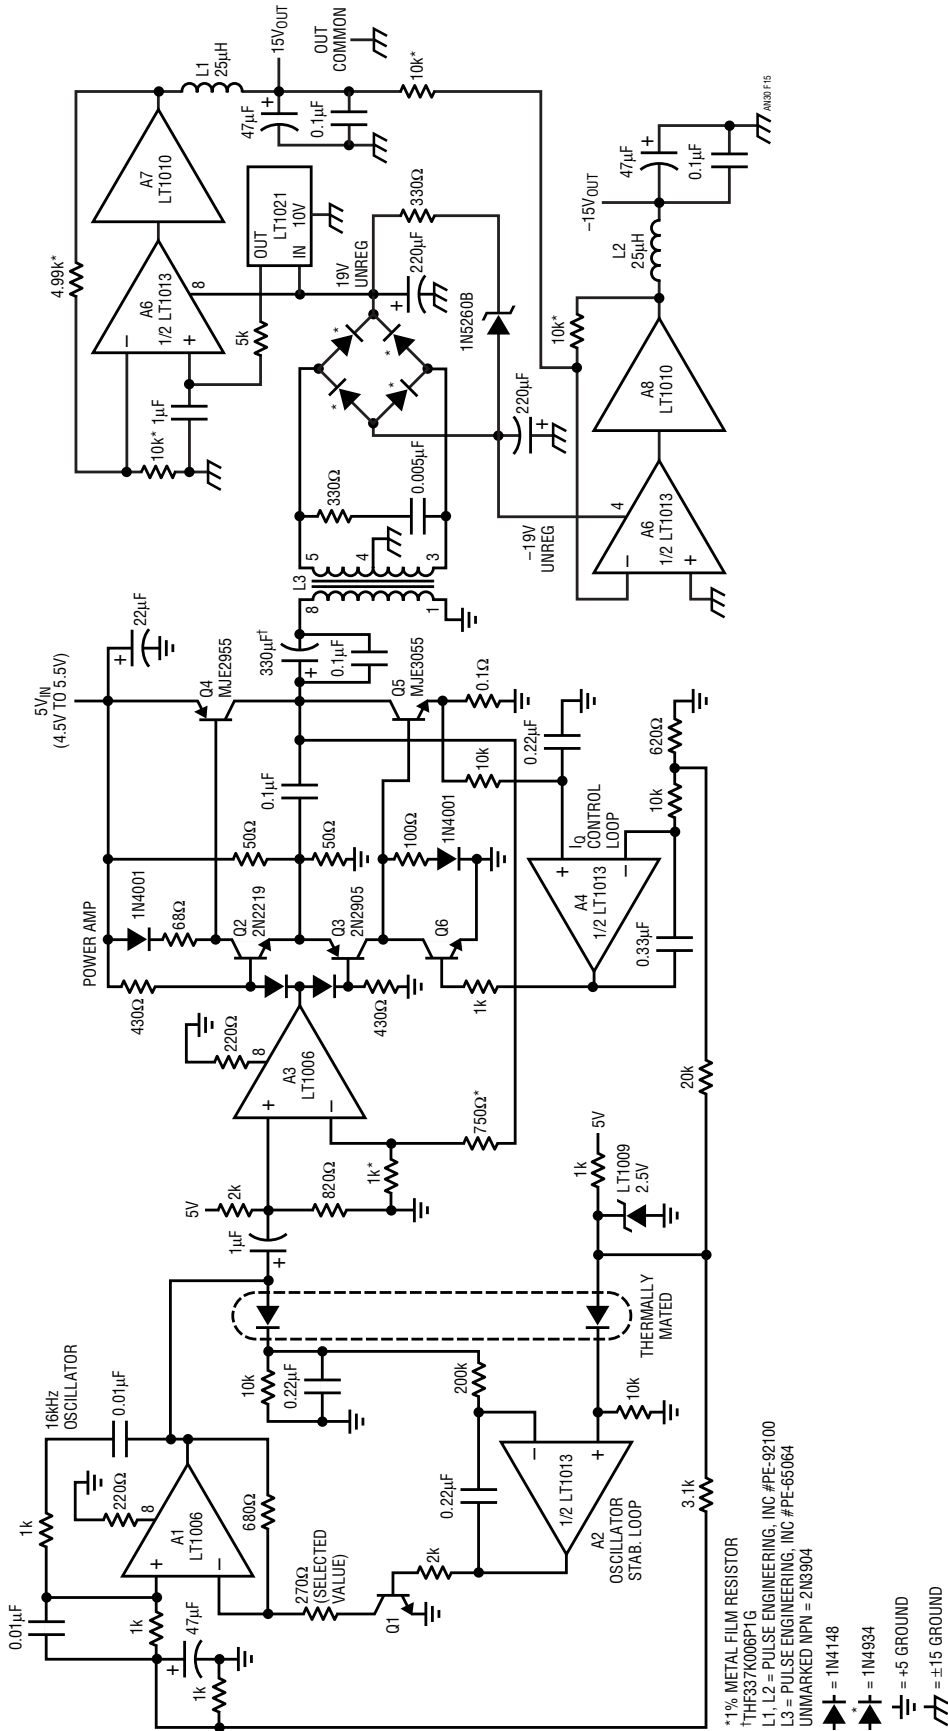 16kHz
OSCILLATOR
0.01µF
1k
220Ω
8
A1
LT1006
+
–
0.01µF
1k
47µF
+
1k
680Ω
270Ω
(SELECTED
VALUE)
Q1
2k
0.22µF
A2
OSCILLATOR
STAB. LOOP
1/2 LT1013
–
+
200k
10k
0.22µF
10k
THERMALLY
MATED
1µF
+
5V
2k
820Ω
1k*
750Ω*
LT1009
2.5V
1k
5V
3.1k
20k
220Ω
8
A3
LT1006
+
–
POWER AMP
430Ω
1N4001
68Ω
Q2
2N2219
Q3
2N2905
430Ω
Q6
1k
50Ω
50Ω
100Ω
1N4001
0.1µF
5VIN
(4.5V TO 5.5V)
22µF
+
Q4
MJE2955
Q5
MJE3055
0.1Ω
10k
0.22µF
IQ
CONTROL
LOOP
A4
1/2 LT1013
+
–
0.33µF
10k
620Ω
330µF†
+
0.1µF
L3
8
1
5
4
3
330Ω
0.005µF
*
*
*
*
19V
UNREG
220µF
+
330Ω
1N5260B
220µF
+
–19V
UNREG
4.99k*
10k*
1µF
A6
1/2 LT1013
–
+
8
5k
OUT
LT1021
10V
IN
A7
LT1010
L1
25µH
15VOUT
47µF
+
0.1µF
OUT
COMMON
10k*
10k*
A6
1/2 LT1013
–
+
4
A8
LT1010
L2
25µH
–15VOUT
47µF
+
0.1µF
AN30 F15
*1% METAL FILM RESISTOR
†THF337K006P1G
L1, L2 = PULSE ENGINEERING, INC #PE-92100
L3 = PULSE ENGINEERING, INC #PE-65064
UNMARKED NPN = 2N3904
= 1N4148
* = 1N4934
= +5 GROUND
= ±15 GROUND